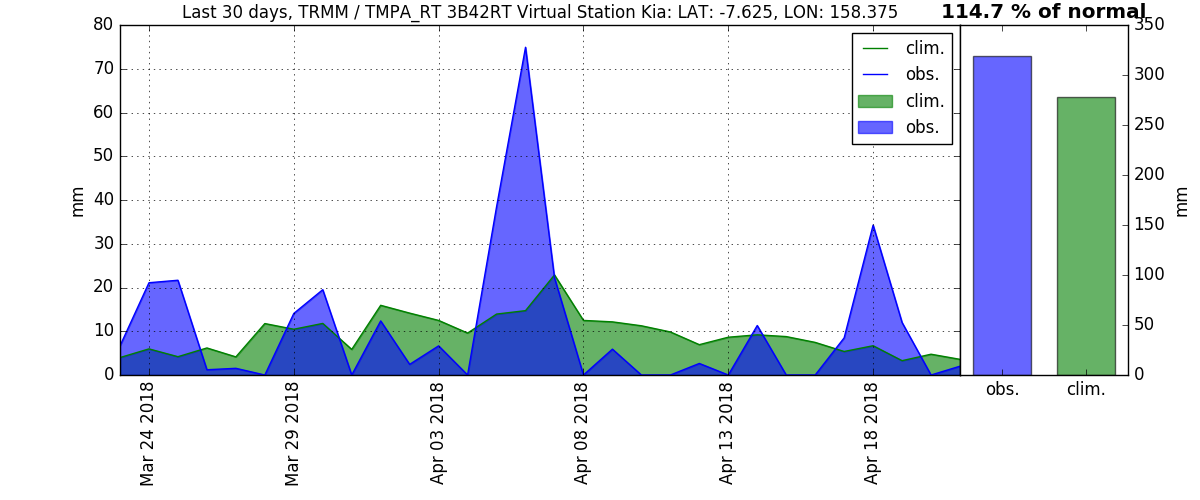 Last 30 days, TRMM / TMPA_RT 3B42RT Virtual Station Kia: LAT: -7.625, LON: 158.375
114.7 % of normal
80
70
60
50
40
30
20
10
0
mm
clim.
obs.
clim.
obs.
350
300
250
200
150
100
50
0
mm
obs.
clim.
Mar 24 2018
Mar 29 2018
Apr 03 2018
Apr 08 2018
Apr 13 2018
Apr 18 2018